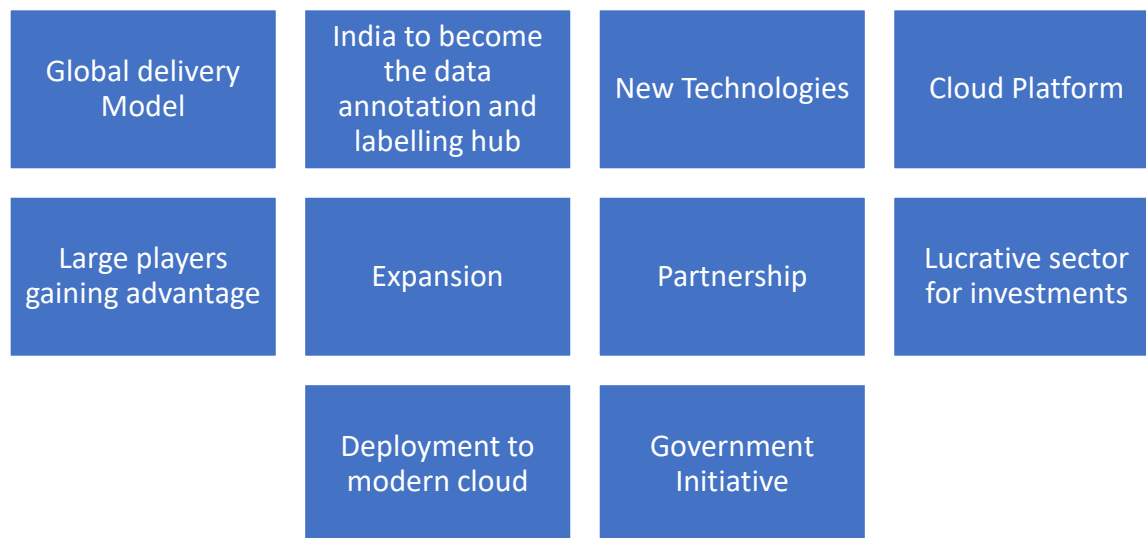 Global delivery
Model
India to become
the data
annotation and
labelling hub
New Technologies
Cloud Platform
Large players
gaining advantage
Expansion
Partnership
Lucrative sector
for investments
Deployment to
modern cloud
Government
Initiative